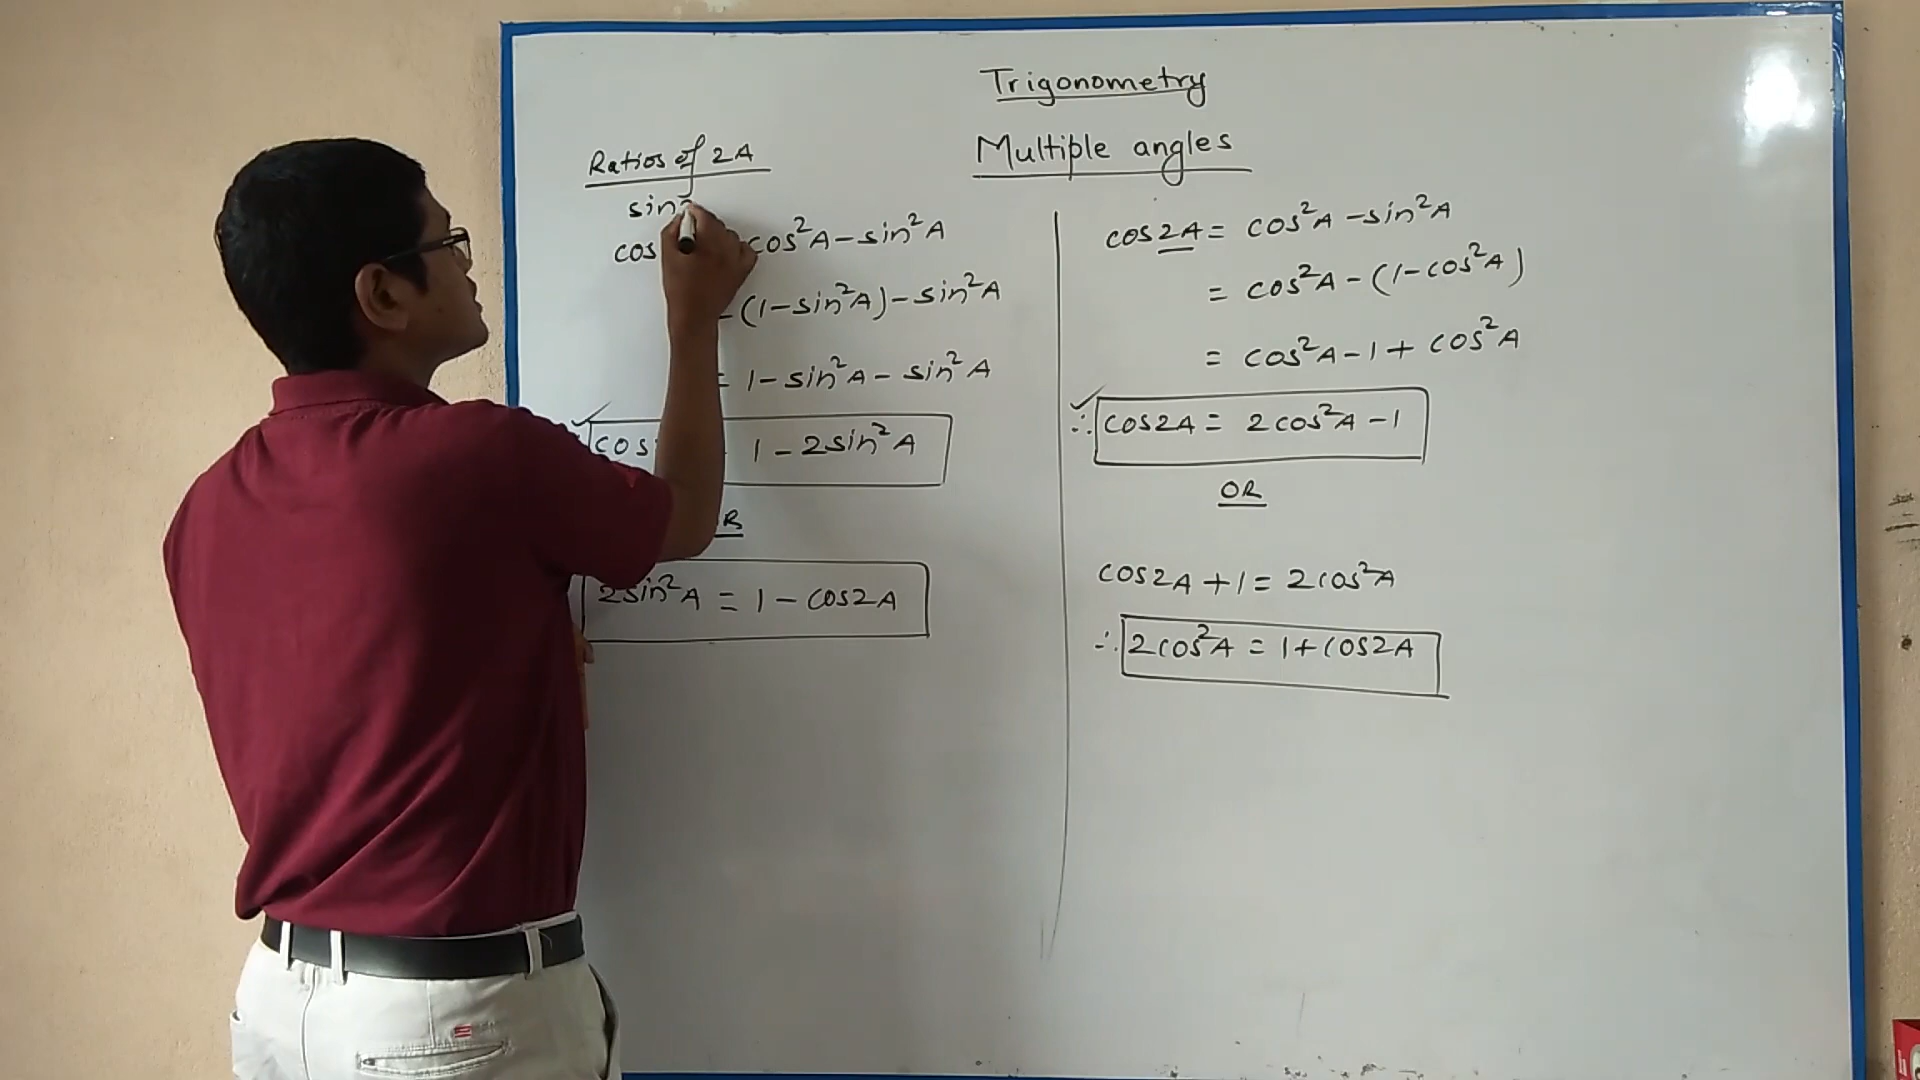 Trigonometry
Multiple angles
Ratios of 2A
sin
cos cos²A - sin²A
= (1 - sin²A) - sin²A
= 1 - sin²A - sin²A
cos 1 - 2sin²A
2sin²A = 1 - cos2A
cos2A = cos²A - sin²A
= cos²A - (1 - cos²A)
= cos²A - 1 + cos²A
∴ cos2A = 2cos²A - 1
OR
cos2A + 1 = 2cos²A
∴ 2cos²A = 1 + cos2A